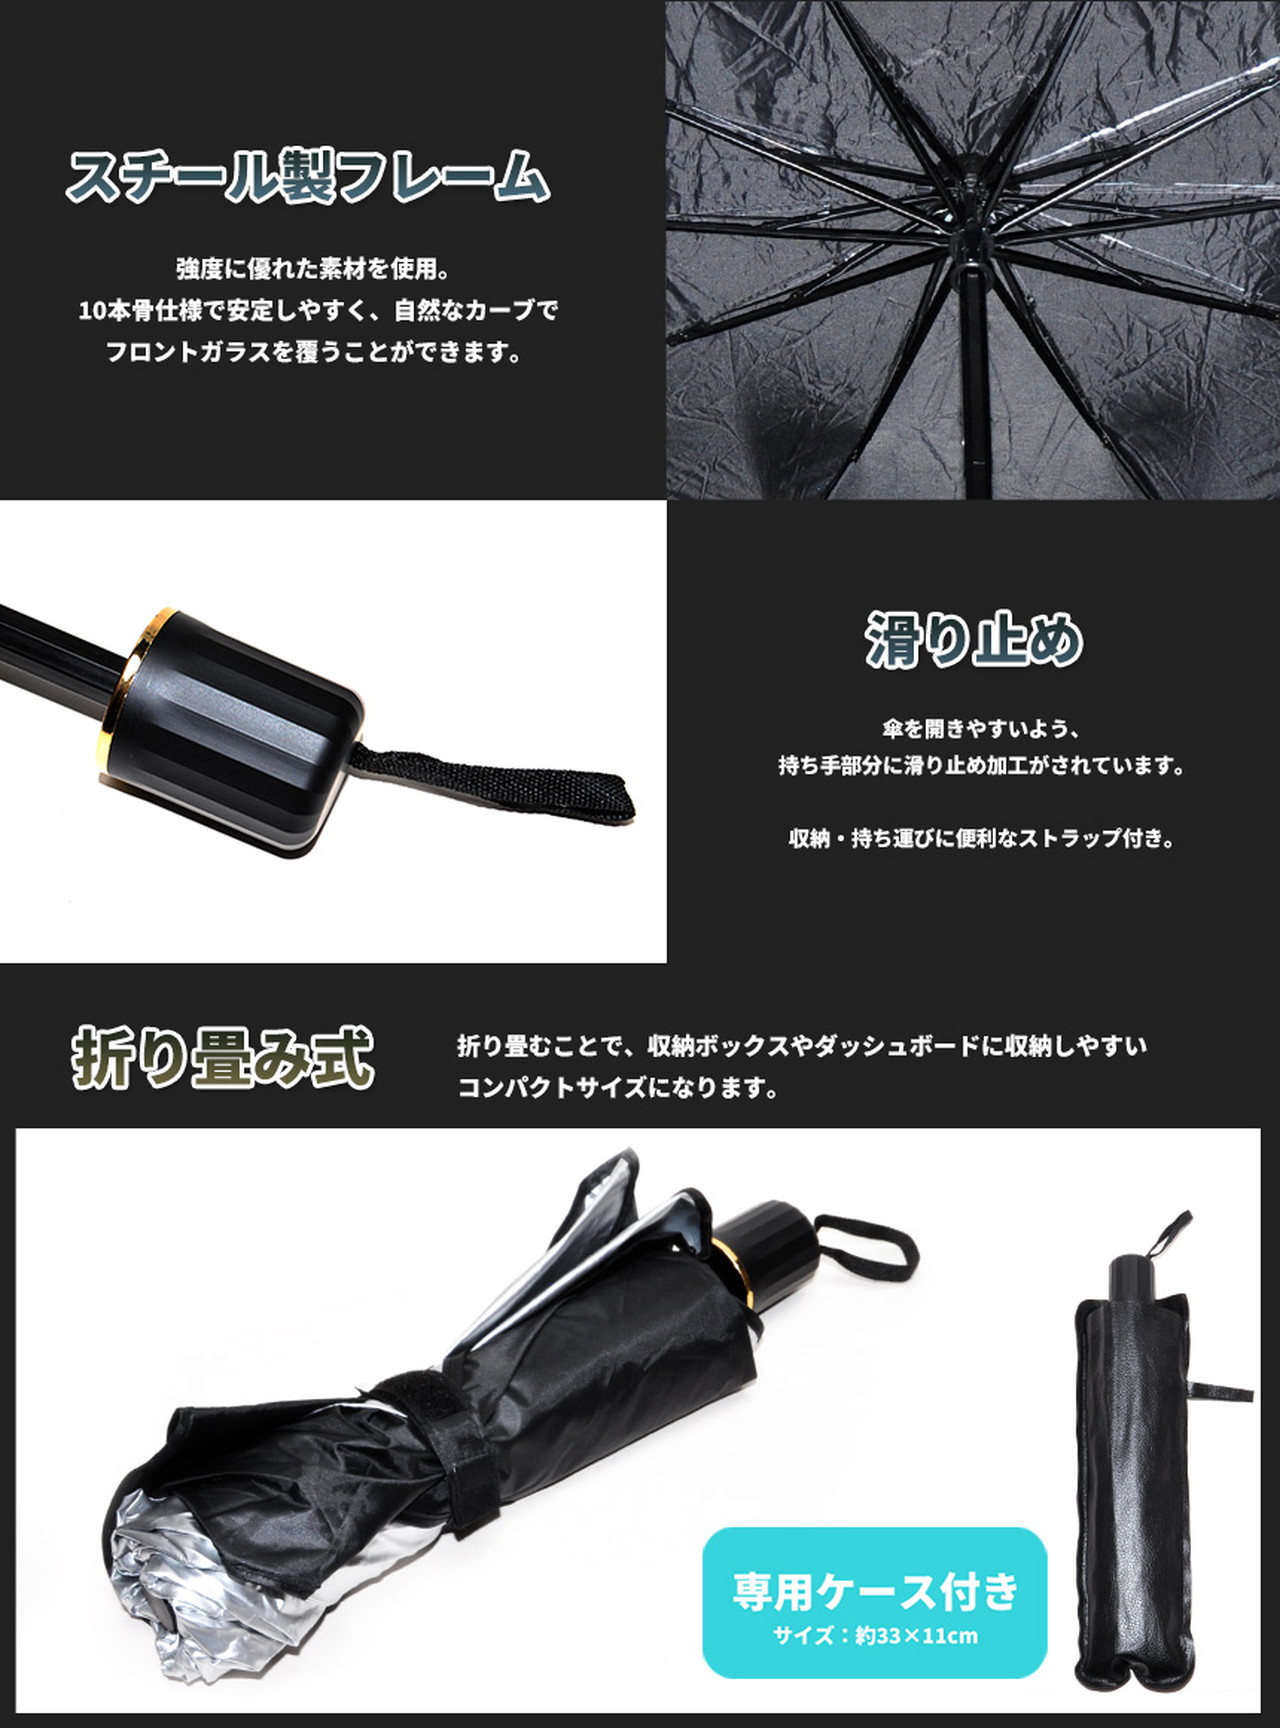 スチール製フレーム
強度に優れた素材を使用。
10本骨仕様で安定しやすく、自然なカーブで
フロントガラスを覆うことができます。
滑り止め
傘を開きやすいよう、
持ち手部分に滑り止め加工がされています。
収納・持ち運びに便利なストラップ付き。
折り畳み式
折り畳むことで、収納ボックスやダッシュボードに収納しやすい
コンパクトサイズになります。
専用ケース付き
サイズ：約33×11cm